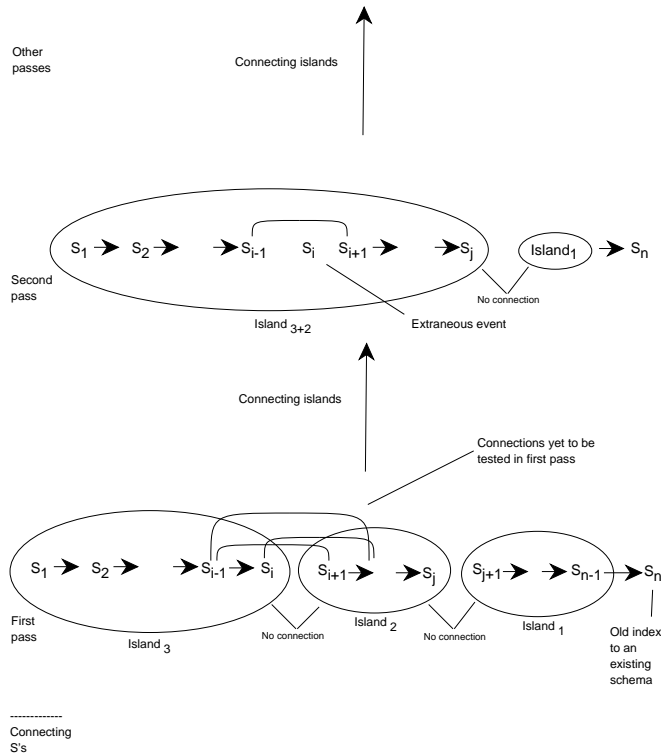 Other
passes
Connecting islands
S1 S2 Si-1 Si Si+1 Sj Island1 Sn
Second
pass
No connection
Island 3+2
Extraneous event
Connecting islands
Connections yet to be
tested in first pass
S1 S2 Si-1 Si Si+1 Sj Sj+1 Sn-1 Sn
First
pass
Island 3
No connection
Island 2
No connection
Island 1
Old index
to an
existing
schema
-------------
Connecting
S's